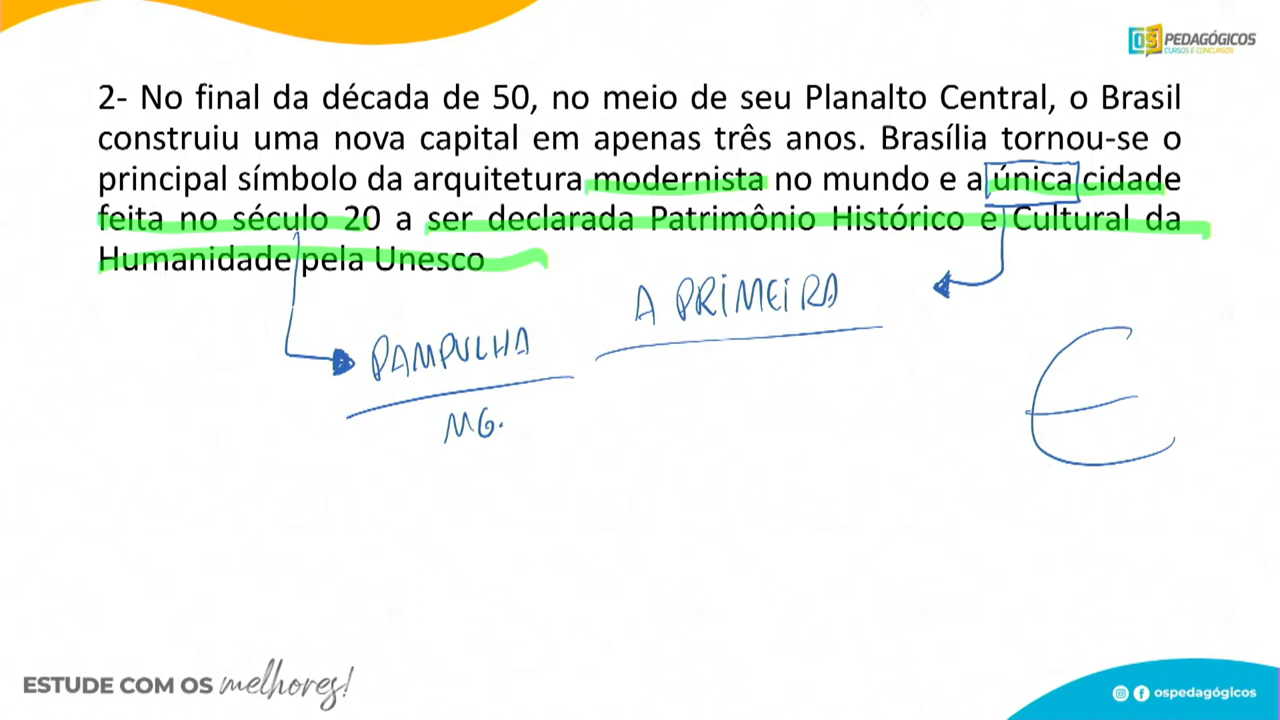 OS PEDAGÓGICOS
CURSOS E CONCURSOS
2- No final da década de 50, no meio de seu Planalto Central, o Brasil
construiu uma nova capital em apenas três anos. Brasília tornou-se o
principal símbolo da arquitetura modernista no mundo e a única cidade
feita no século 20 a ser declarada Patrimônio Histórico e Cultural da
Humanidade pela Unesco
A PRIMEIRA
PAMPULHA
MG.
E
ESTUDE COM OS melhores!
ospedagógicos